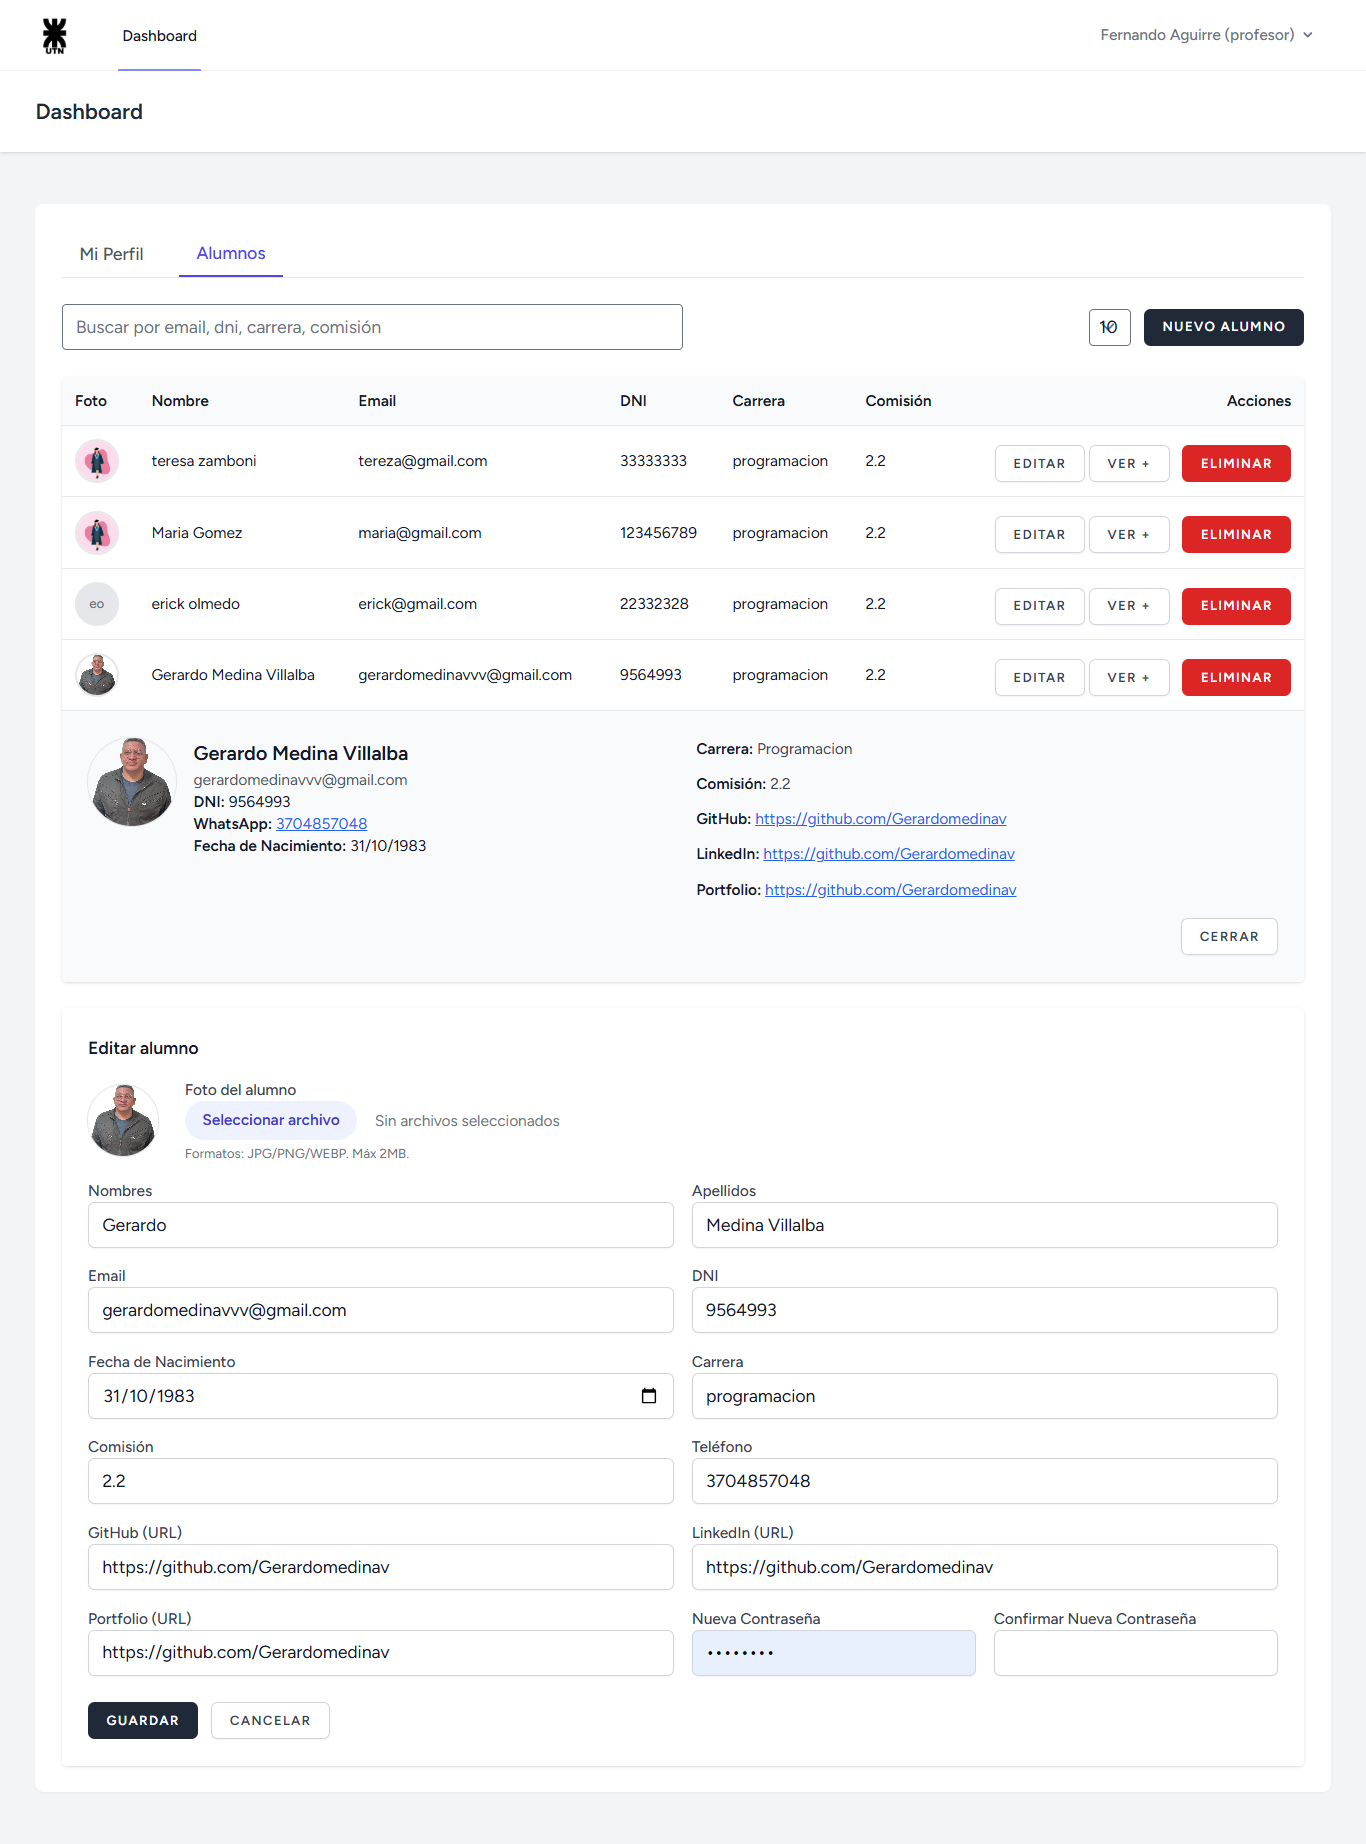 UTN
Dashboard
Fernando Aguirre (profesor)
Dashboard
Mi Perfil
Alumnos
Buscar por email, dni, carrera, comisión
10
NUEVO ALUMNO
Foto Nombre Email DNI Carrera Comisión Acciones
teresa zamboni tereza@gmail.com 33333333 programacion 2.2 EDITAR VER + ELIMINAR
Maria Gomez maria@gmail.com 123456789 programacion 2.2 EDITAR VER + ELIMINAR
eo erick olmedo erick@gmail.com 22332328 programacion 2.2 EDITAR VER + ELIMINAR
Gerardo Medina Villalba gerardomedinavvv@gmail.com 9564993 programacion 2.2 EDITAR VER + ELIMINAR
Gerardo Medina Villalba
gerardomedinavvv@gmail.com
DNI: 9564993
WhatsApp: 3704857048
Fecha de Nacimiento: 31/10/1983
Carrera: Programacion
Comisión: 2.2
GitHub: https://github.com/Gerardomedinav
LinkedIn: https://github.com/Gerardomedinav
Portfolio: https://github.com/Gerardomedinav
CERRAR
Editar alumno
Foto del alumno
Seleccionar archivo Sin archivos seleccionados
Formatos: JPG/PNG/WEBP. Máx 2MB.
Nombres Apellidos
Gerardo Medina Villalba
Email DNI
gerardomedinavvv@gmail.com 9564993
Fecha de Nacimiento Carrera
31/10/1983 programacion
Comisión Teléfono
2.2 3704857048
GitHub (URL) LinkedIn (URL)
https://github.com/Gerardomedinav https://github.com/Gerardomedinav
Portfolio (URL) Nueva Contraseña Confirmar Nueva Contraseña
https://github.com/Gerardomedinav ••••••••
GUARDAR CANCELAR